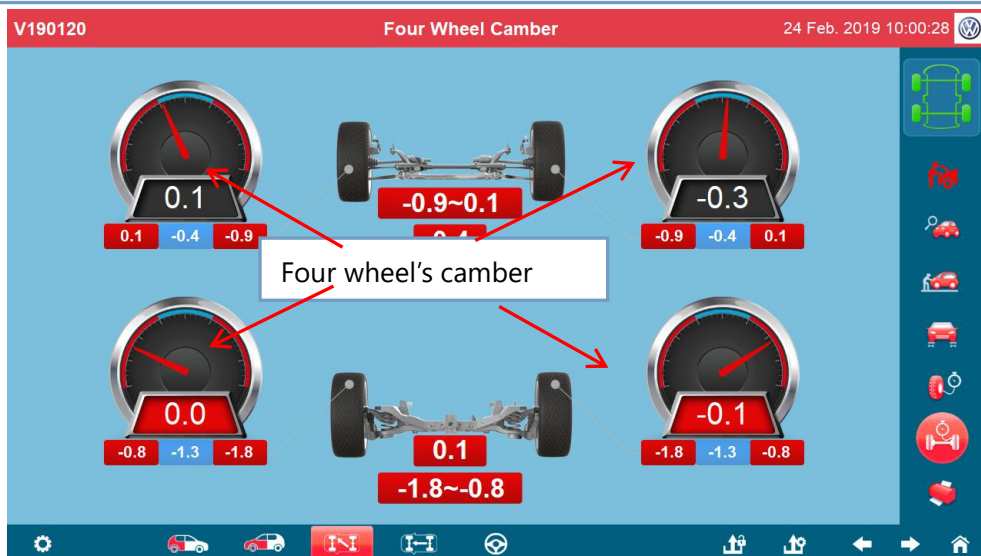 V190120 Four Wheel Camber 24 Feb. 2019 10:00:28
0.1 -0.9~0.1 -0.3
0.1 -0.4 -0.9 -0.9 -0.4 0.1
Four wheel's camber
0.0 -0.1
-0.8 -1.3 -1.8 0.1 -1.8 -1.3 -0.8
-1.8~-0.8